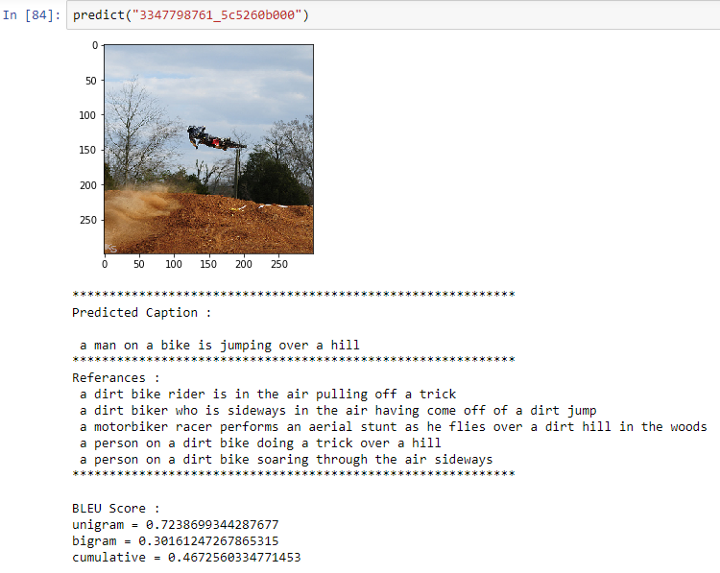 In [84]: predict("3347798761_5c5260b000")
0
50
100
150
200
250
0 50 100 150 200 250
************************************************************
Predicted Caption :
a man on a bike is jumping over a hill
************************************************************
Referances :
a dirt bike rider is in the air pulling off a trick
a dirt biker who is sideways in the air having come off of a dirt jump
a motorbiker racer performs an aerial stunt as he flies over a dirt hill in the woods
a person on a dirt bike doing a trick over a hill
a person on a dirt bike soaring through the air sideways
************************************************************
BLEU Score :
unigram = 0.7238699344287677
bigram = 0.30161247267865315
cumulative = 0.4672560334771453